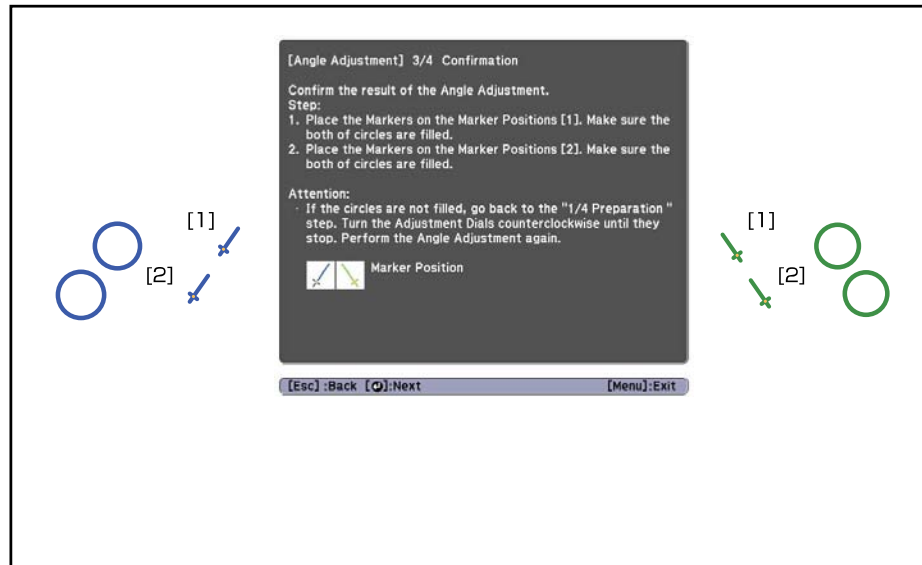 [Angle Adjustment] 3/4 Confirmation
Confirm the result of the Angle Adjustment.
Step:
1. Place the Markers on the Marker Positions [1]. Make sure the
both of circles are filled.
2. Place the Markers on the Marker Positions [2]. Make sure the
both of circles are filled.
Attention:
· If the circles are not filled, go back to the "1/4 Preparation "
step. Turn the Adjustment Dials counterclockwise until they
stop. Perform the Angle Adjustment again.
Marker Position
[1]
[2]
[1]
[2]
[Esc] :Back [⏎]:Next [Menu]:Exit